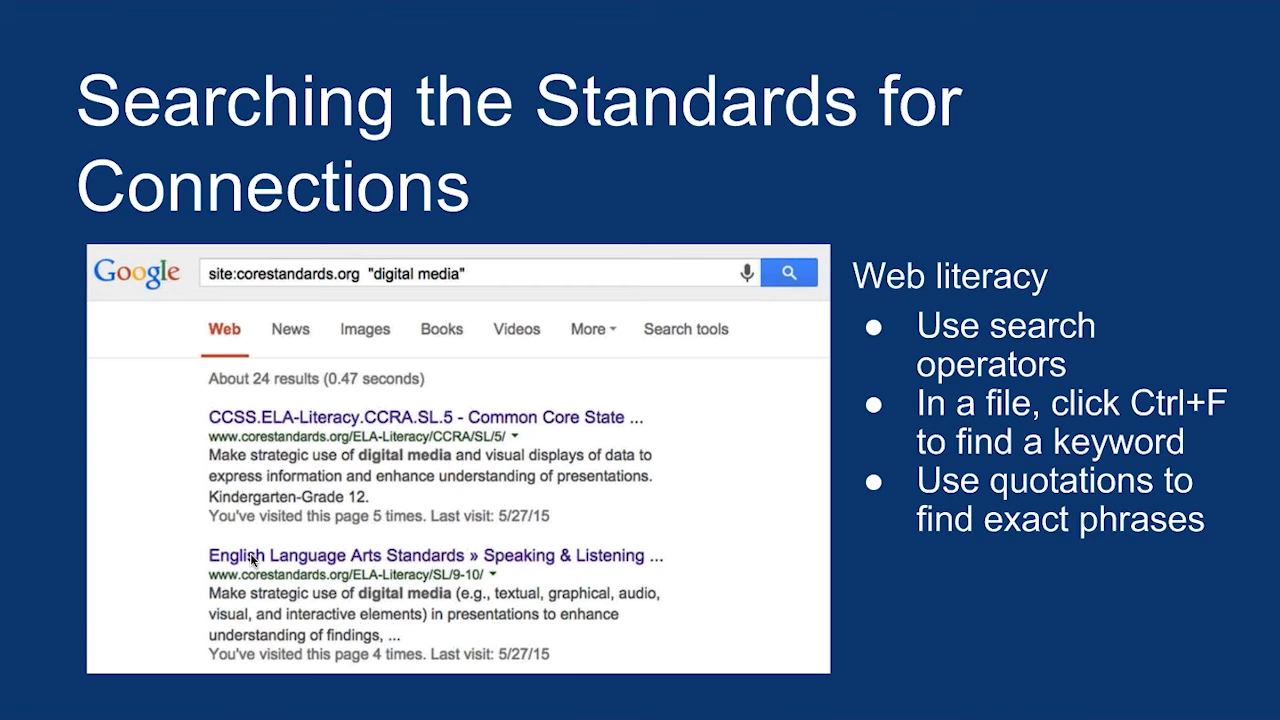 Searching the Standards for
Connections
Google
site:corestandards.org "digital media"
Web News Images Books Videos More Search tools
About 24 results (0.47 seconds)
CCSS.ELA-Literacy.CCRA.SL.5 - Common Core State ...
www.corestandards.org/ELA-Literacy/CCRA/SL/5/
Make strategic use of digital media and visual displays of data to
express information and enhance understanding of presentations.
Kindergarten-Grade 12.
You've visited this page 5 times. Last visit: 5/27/15
English Language Arts Standards » Speaking & Listening ...
www.corestandards.org/ELA-Literacy/SL/9-10/
Make strategic use of digital media (e.g., textual, graphical, audio,
visual, and interactive elements) in presentations to enhance
understanding of findings, ...
You've visited this page 4 times. Last visit: 5/27/15
Web literacy
● Use search
operators
● In a file, click Ctrl+F
to find a keyword
● Use quotations to
find exact phrases